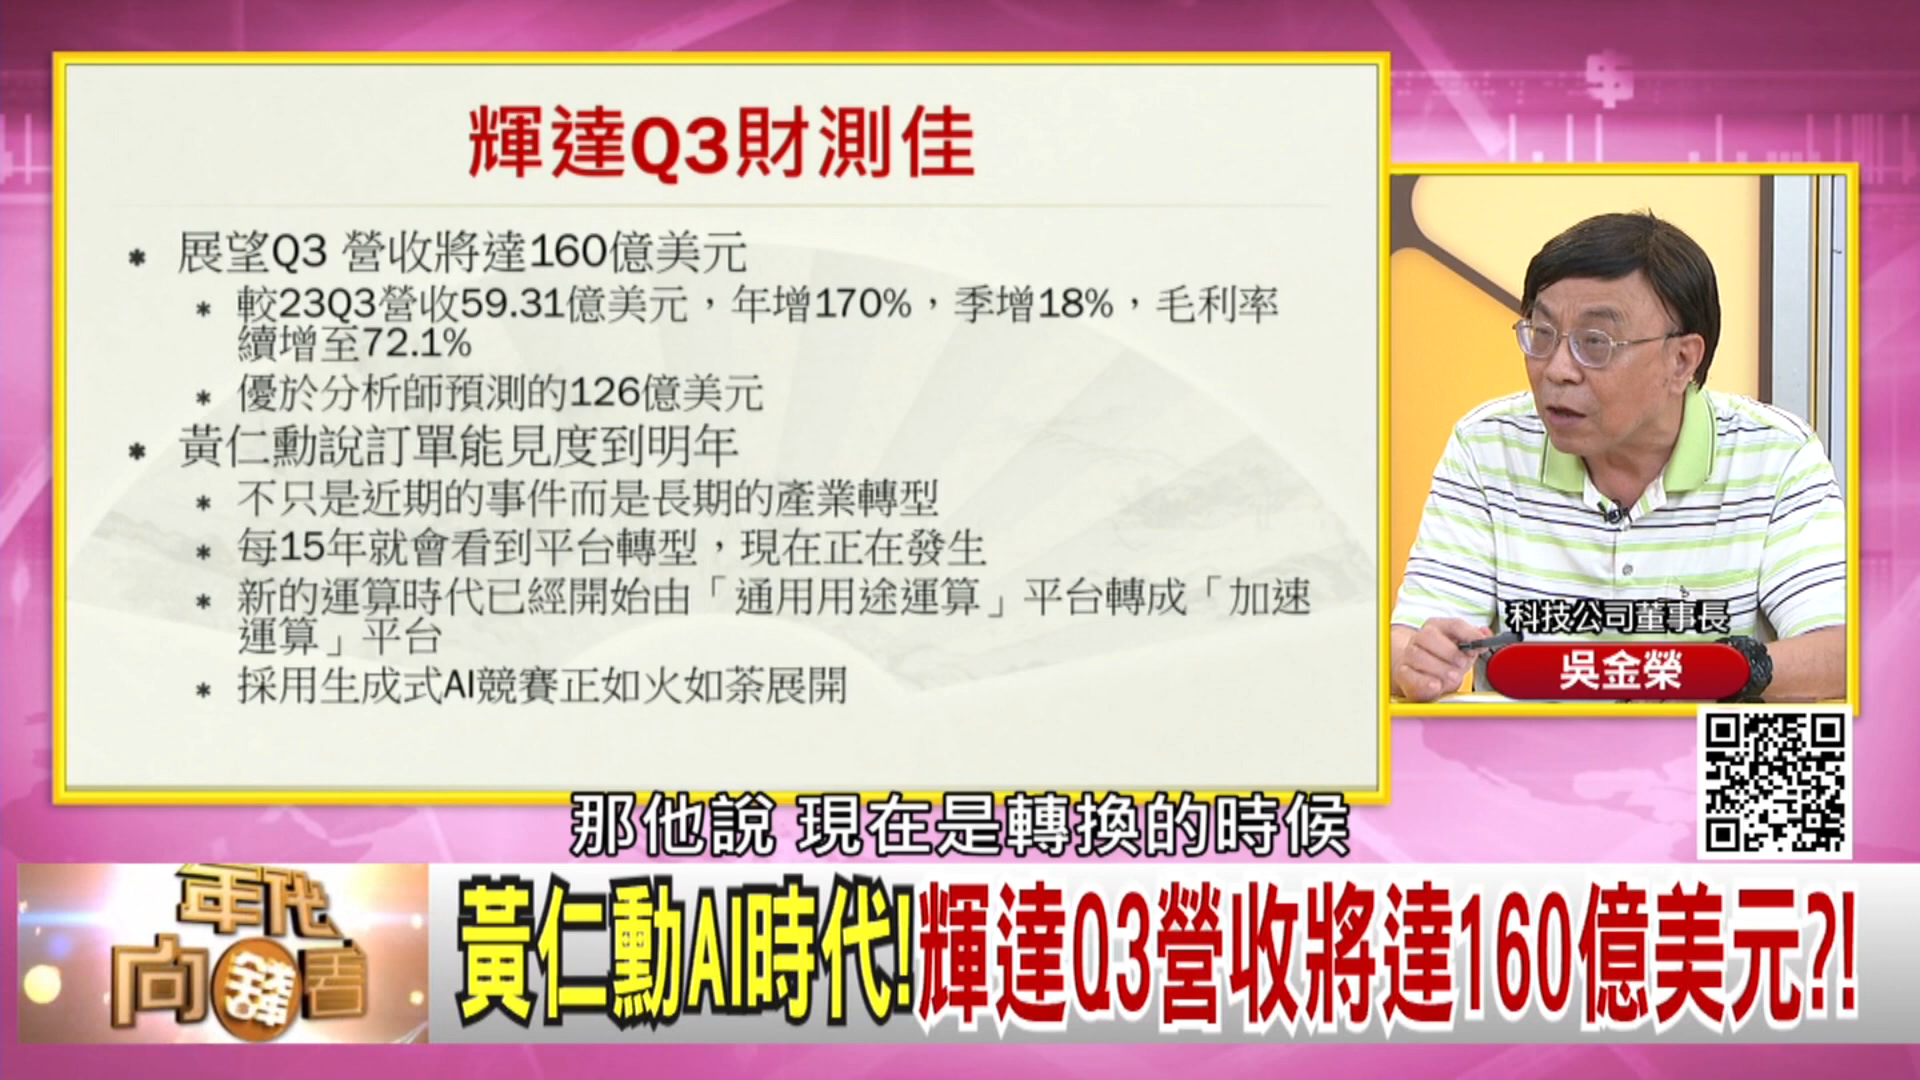 輝達Q3財測佳
* 展望Q3 營收將達160億美元
* 較23Q3營收59.31億美元，年增170%，季增18%，毛利率
續增至72.1%
* 優於分析師預測的126億美元
* 黃仁勳說訂單能見度到明年
* 不只是近期的事件而是長期的產業轉型
* 每15年就會看到平台轉型，現在正在發生
* 新的運算時代已經開始由「通用用途運算」平台轉成「加速
運算」平台
* 採用生成式AI競賽正如火如荼展開
科技公司董事長
吳金榮
那他說 現在是轉換的時候
年代
向錢看
黃仁勳AI時代!輝達Q3營收將達160億美元?!